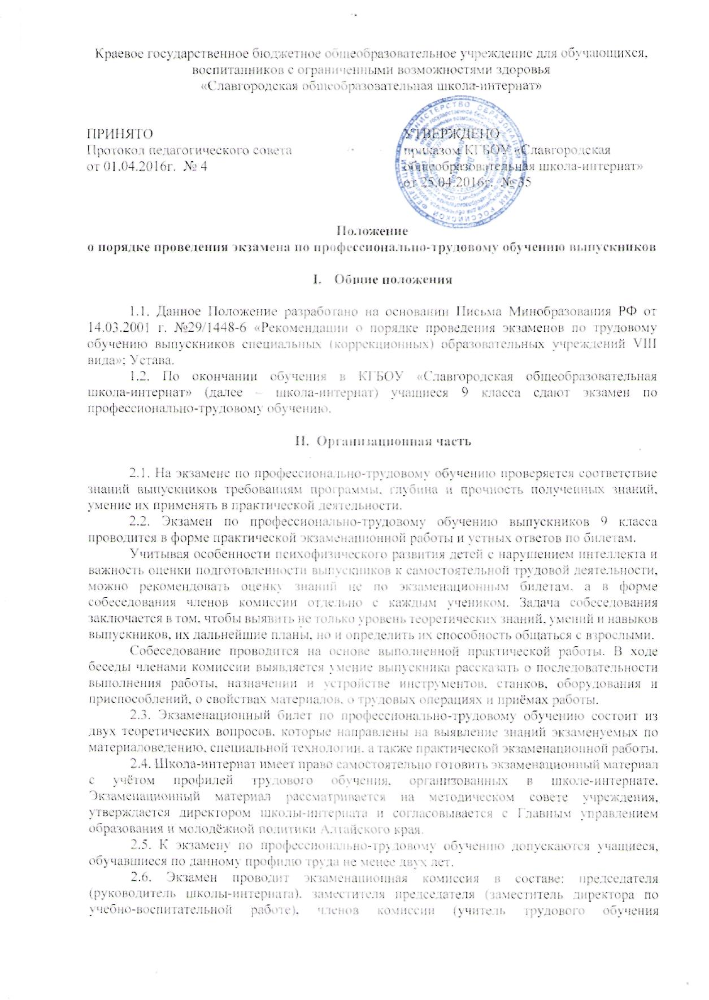 Краевое государственное бюджетное общеобразовательное учреждение для обучающихся,
воспитанников с ограниченными возможностями здоровья
«Славгородская общеобразовательная школа-интернат»
ПРИНЯТО
Протокол педагогического совета
от 01.04.2016г. № 4
УТВЕРЖДЕНО
приказом КГБОУ «Славгородская
общеобразовательная школа-интернат»
от 25.04.2016г. № 35
МИНИСТЕРСТВО ОБРАЗОВАНИЯ НАУКИ РОССИЙСКОЙ ФЕДЕРАЦИИ
Положение
о порядке проведения экзамена по профессионально-трудовому обучению выпускников
I. Общие положения
1.1. Данное Положение разработано на основании Письма Минобразования РФ от
14.03.2001 г. №29/1448-6 «Рекомендации о порядке проведения экзаменов по трудовому
обучению выпускников специальных (коррекционных) образовательных учреждений VIII
вида»; Устава.
1.2. По окончании обучения в КГБОУ «Славгородская общеобразовательная
школа-интернат» (далее – школа-интернат) учащиеся 9 класса сдают экзамен по
профессионально-трудовому обучению.
II. Организационная часть
2.1. На экзамене по профессионально-трудовому обучению проверяется соответствие
знаний выпускников требованиям программы, глубина и прочность полученных знаний,
умение их применять в практической деятельности.
2.2. Экзамен по профессионально-трудовому обучению выпускников 9 класса
проводится в форме практической экзаменационной работы и устных ответов по билетам.
Учитывая особенности психофизического развития детей с нарушением интеллекта и
важность оценки подготовленности выпускников к самостоятельной трудовой деятельности,
можно рекомендовать оценку знаний не по экзаменационным билетам, а в форме
собеседования членов комиссии отдельно с каждым учеником. Задача собеседования
заключается в том, чтобы выявить не только уровень теоретических знаний, умений и навыков
выпускников, их дальнейшие планы, но и определить их способность общаться с взрослыми.
Собеседование проводится на основе выполненной практической работы. В ходе
беседы членами комиссии выявляется умение выпускника рассказать о последовательности
выполнения работы, назначении и устройстве инструментов, станков, оборудования и
приспособлений, о свойствах материалов, о трудовых операциях и приёмах работы.
2.3. Экзаменационный билет по профессионально-трудовому обучению состоит из
двух теоретических вопросов, которые направлены на выявление знаний экзаменуемых по
материаловедению, специальной технологии, а также практической экзаменационной работы.
2.4. Школа-интернат имеет право самостоятельно готовить экзаменационный материал
с учётом профилей трудового обучения, организованных в школе-интернате.
Экзаменационный материал рассматривается на методическом совете учреждения,
утверждается директором школы-интерната и согласовывается с Главным управлением
образования и молодёжной политики Алтайского края.
2.5. К экзамену по профессионально-трудовому обучению допускаются учащиеся,
обучавшиеся по данному профилю труда не менее двух лет.
2.6. Экзамен проводит экзаменационная комиссия в составе: председателя
(руководитель школы-интерната), заместителя председателя (заместитель директора по
учебно-воспитательной работе), членов комиссии (учитель трудового обучения